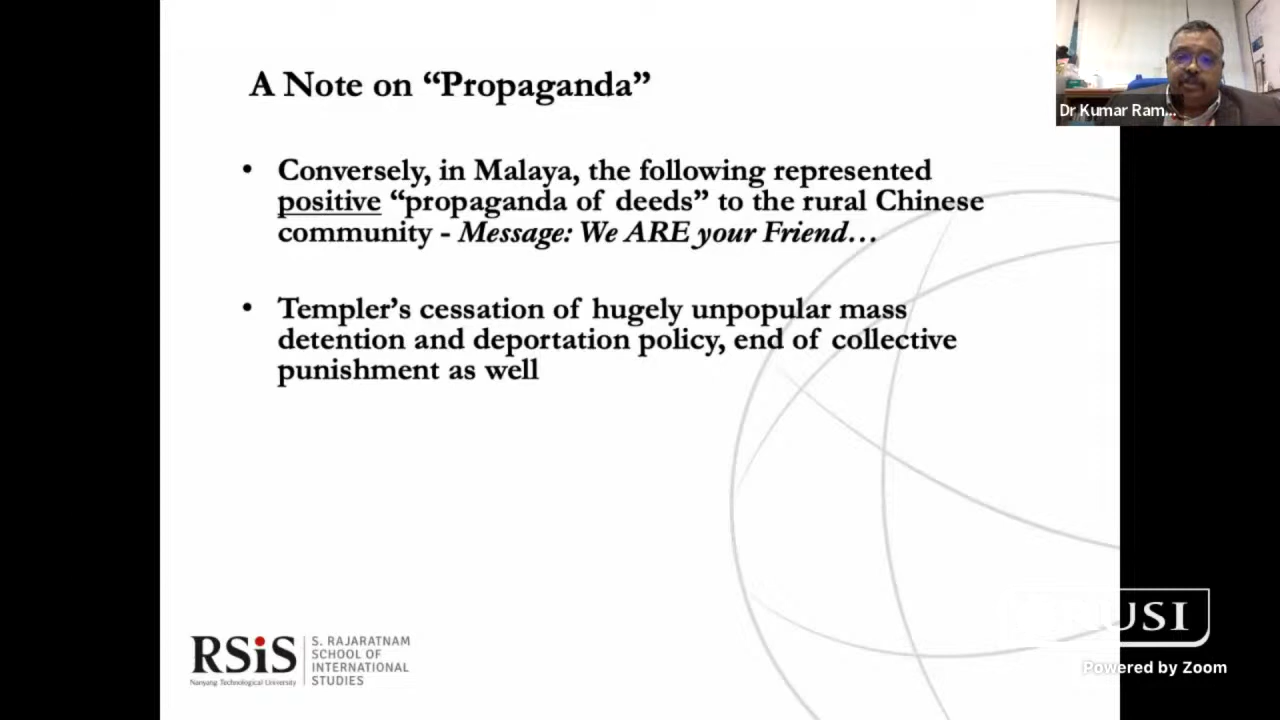 A Note on “Propaganda”
Dr Kumar Ram...
• Conversely, in Malaya, the following represented
positive “propaganda of deeds” to the rural Chinese
community - Message: We ARE your Friend…
• Templer’s cessation of hugely unpopular mass
detention and deportation policy, end of collective
punishment as well
RSiS
Nanyang Technological University
S. RAJARATNAM
SCHOOL OF
INTERNATIONAL
STUDIES
USI
Powered by Zoom